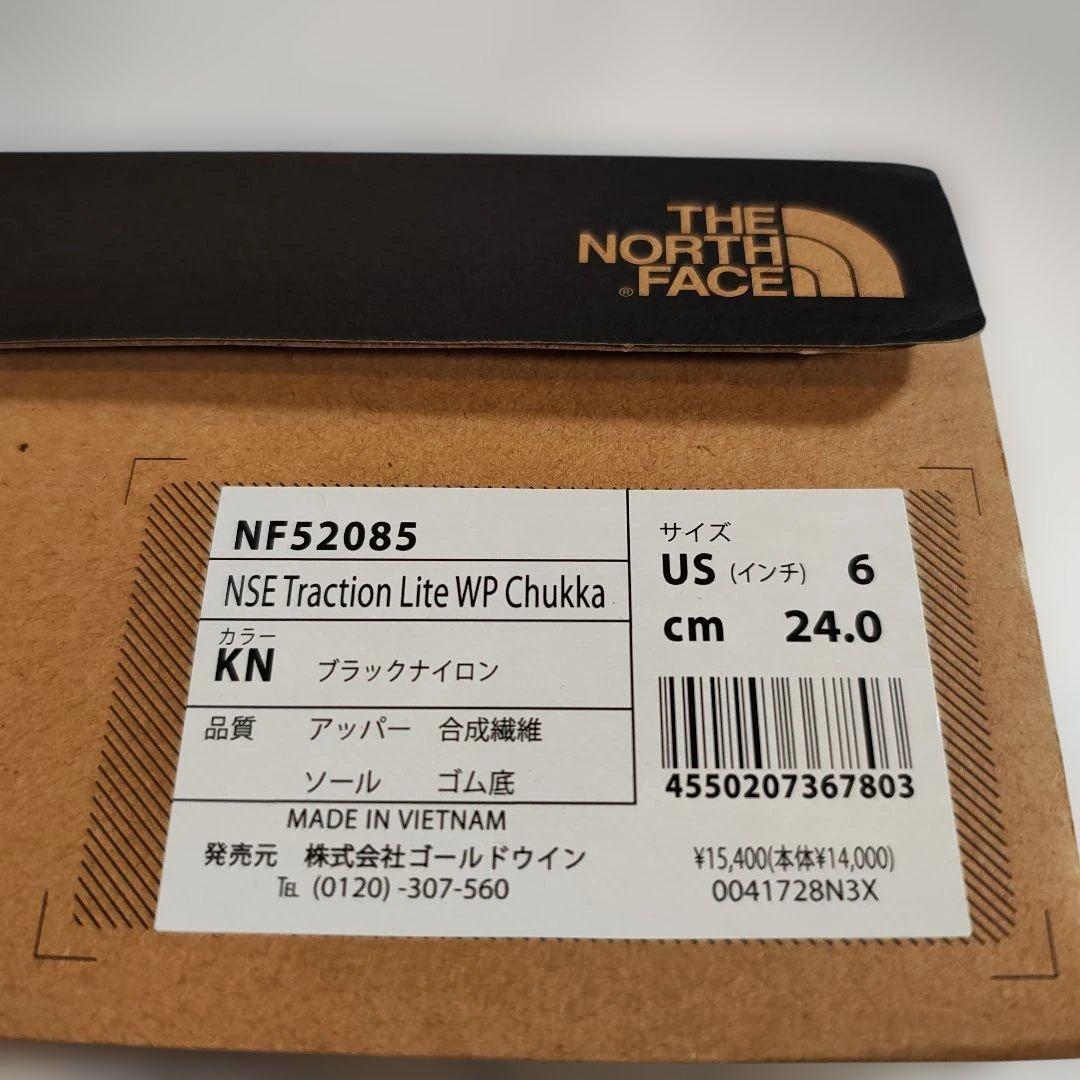 THE
NORTH
FACE
®
NF52085
NSE Traction Lite WP Chukka
カラー
KN ブラックナイロン
品質 アッパー 合成繊維
ソール ゴム底
MADE IN VIETNAM
発売元 株式会社ゴールドウイン
℡ (0120) -307-560
サイズ
US (インチ) 6
cm 24.0
4550207367803
¥15,400(本体¥14,000)
0041728N3X